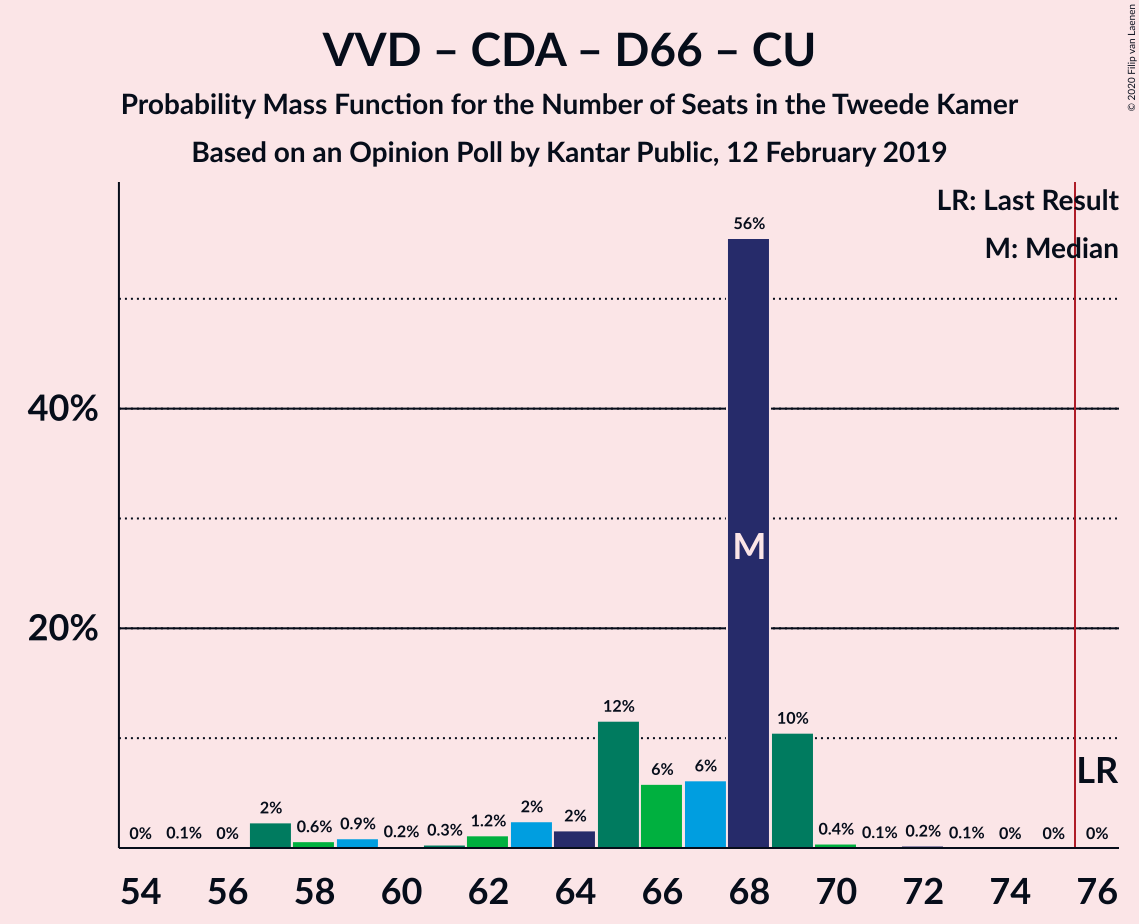 VVD – CDA – D66 – CU
Probability Mass Function for the Number of Seats in the Tweede Kamer
Based on an Opinion Poll by Kantar Public, 12 February 2019
© 2020 Filip van Laenen
LR: Last Result
M: Median
40%
20%
0% 0.1% 0% 2% 0.6% 0.9% 0.2% 0.3% 1.2% 2% 2% 12% 6% 6% 56% 10% 0.4% 0.1% 0.2% 0.1% 0% 0% 0%
M
LR
54 56 58 60 62 64 66 68 70 72 74 76